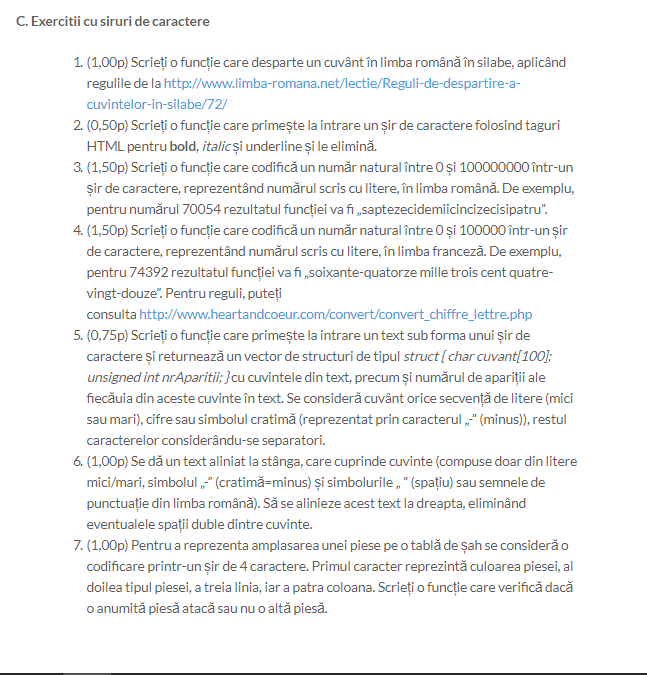 C. Exercitii cu siruri de caractere
1. (1,00p) Scrieți o funcție care desparte un cuvânt în limba română în silabe, aplicând
regulile de la http://www.limba-romana.net/lectie/Reguli-de-despartire-a-
cuvintelor-in-silabe/72/
2. (0,50p) Scrieți o funcție care primește la intrare un șir de caractere folosind taguri
HTML pentru bold, italic și underline și le elimină.
3. (1,50p) Scrieți o funcție care codifică un număr natural între 0 și 100000000 într-un
șir de caractere, reprezentând numărul scris cu litere, în limba română. De exemplu,
pentru numărul 70054 rezultatul funcției va fi „saptezecidemiicincizecisipatru”.
4. (1,50p) Scrieți o funcție care codifică un număr natural între 0 și 100000 într-un șir
de caractere, reprezentând numărul scris cu litere, în limba franceză. De exemplu,
pentru 74392 rezultatul funcției va fi „soixante-quatorze mille trois cent quatre-
vingt-douze”. Pentru reguli, puteți
consulta http://www.heartandcoeur.com/convert/convert_chiffre_lettre.php
5. (0,75p) Scrieți o funcție care primește la intrare un text sub forma unui șir de
caractere și returnează un vector de structuri de tipul struct { char cuvant[100];
unsigned int nrAparitii; } cu cuvintele din text, precum și numărul de apariții ale
fiecăuia din aceste cuvinte în text. Se consideră cuvânt orice secvență de litere (mici
sau mari), cifre sau simbolul cratimă (reprezentat prin caracterul „-” (minus)), restul
caracterelor considerându-se separatori.
6. (1,00p) Se dă un text aliniat la stânga, care cuprinde cuvinte (compuse doar din litere
mici/mari, simbolul „-” (cratimă=minus) și simbolurile „ ” (spațiu) sau semnele de
punctuație din limba română). Să se alinieze acest text la dreapta, eliminând
eventualele spații duble dintre cuvinte.
7. (1,00p) Pentru a reprezenta amplasarea unei piese pe o tablă de șah se consideră o
codificare printr-un șir de 4 caractere. Primul caracter reprezintă culoarea piesei, al
doilea tipul piesei, a treia linia, iar a patra coloana. Scrieți o funcție care verifică dacă
o anumită piesă atacă sau nu o altă piesă.